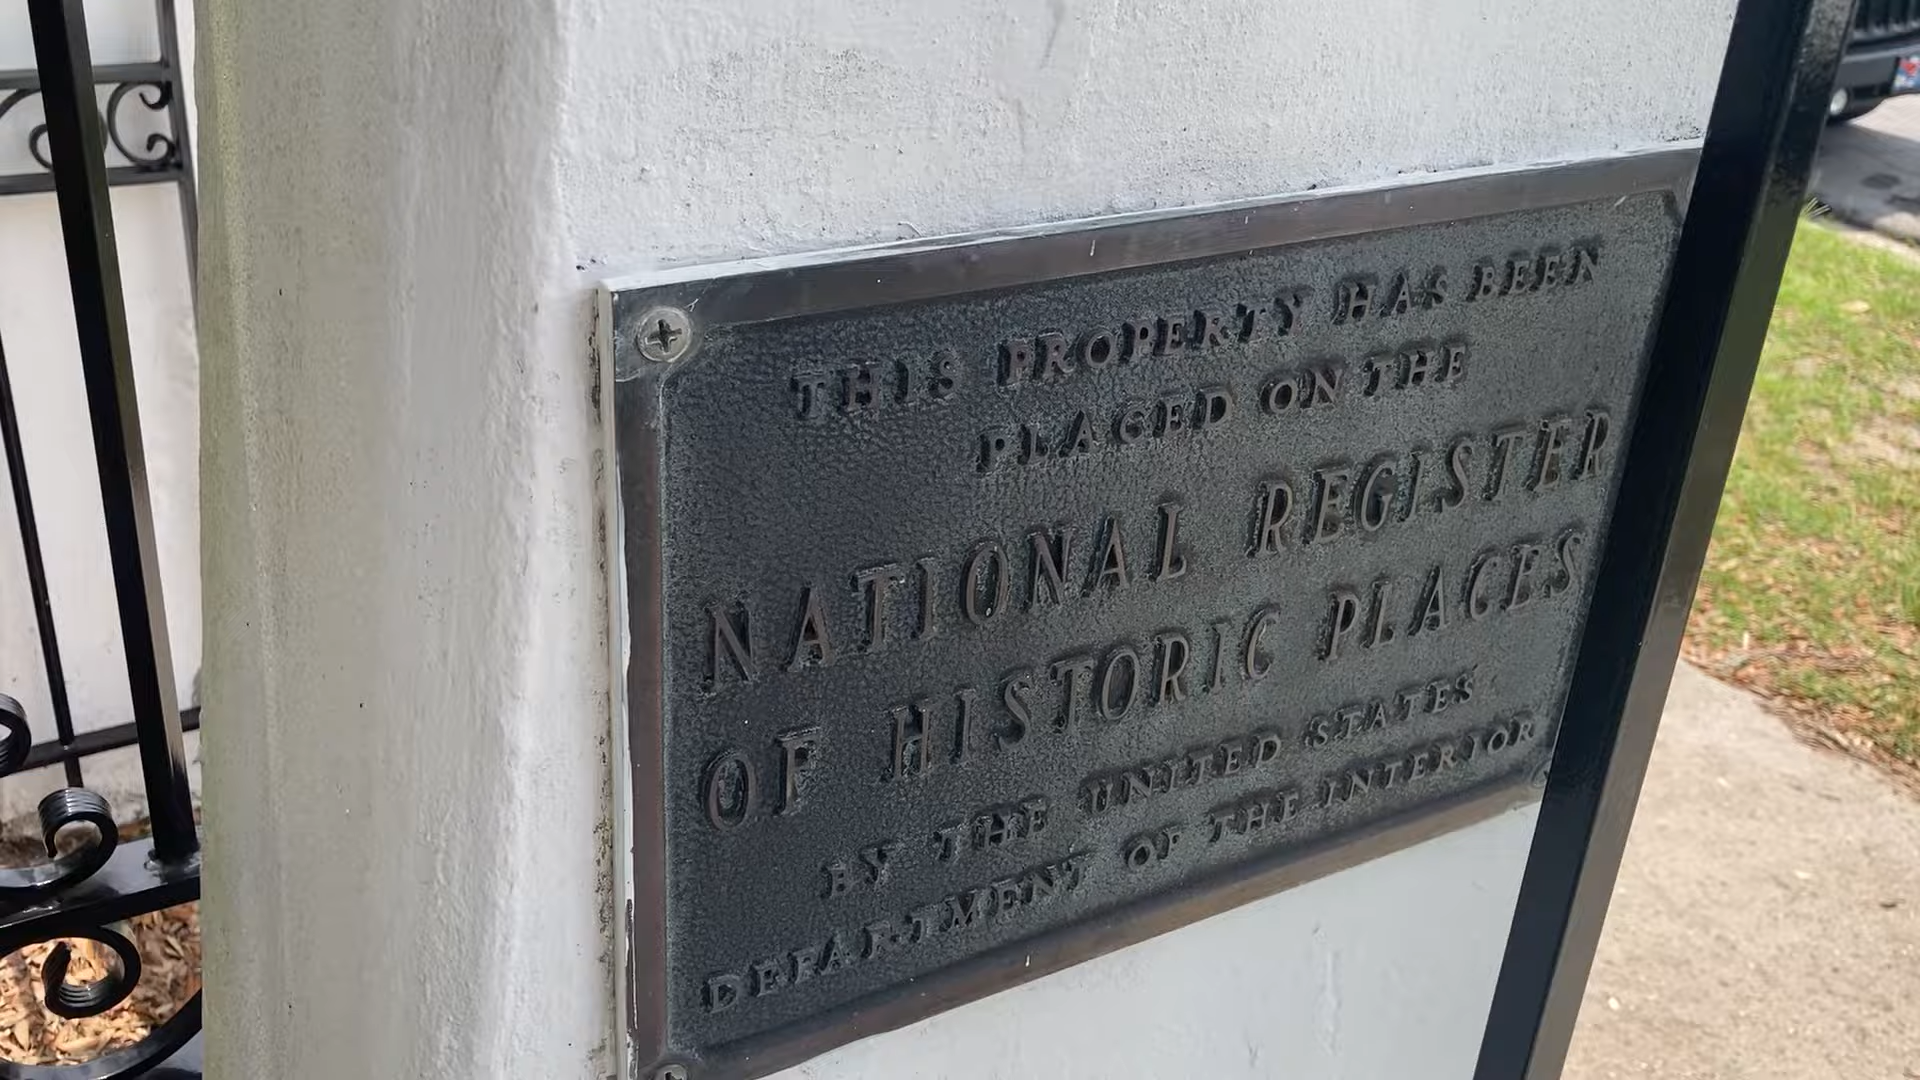 THIS PROPERTY HAS BEEN
PLACED ON THE
NATIONAL REGISTER
OF HISTORIC PLACES
BY THE UNITED STATES
DEPARTMENT OF THE INTERIOR